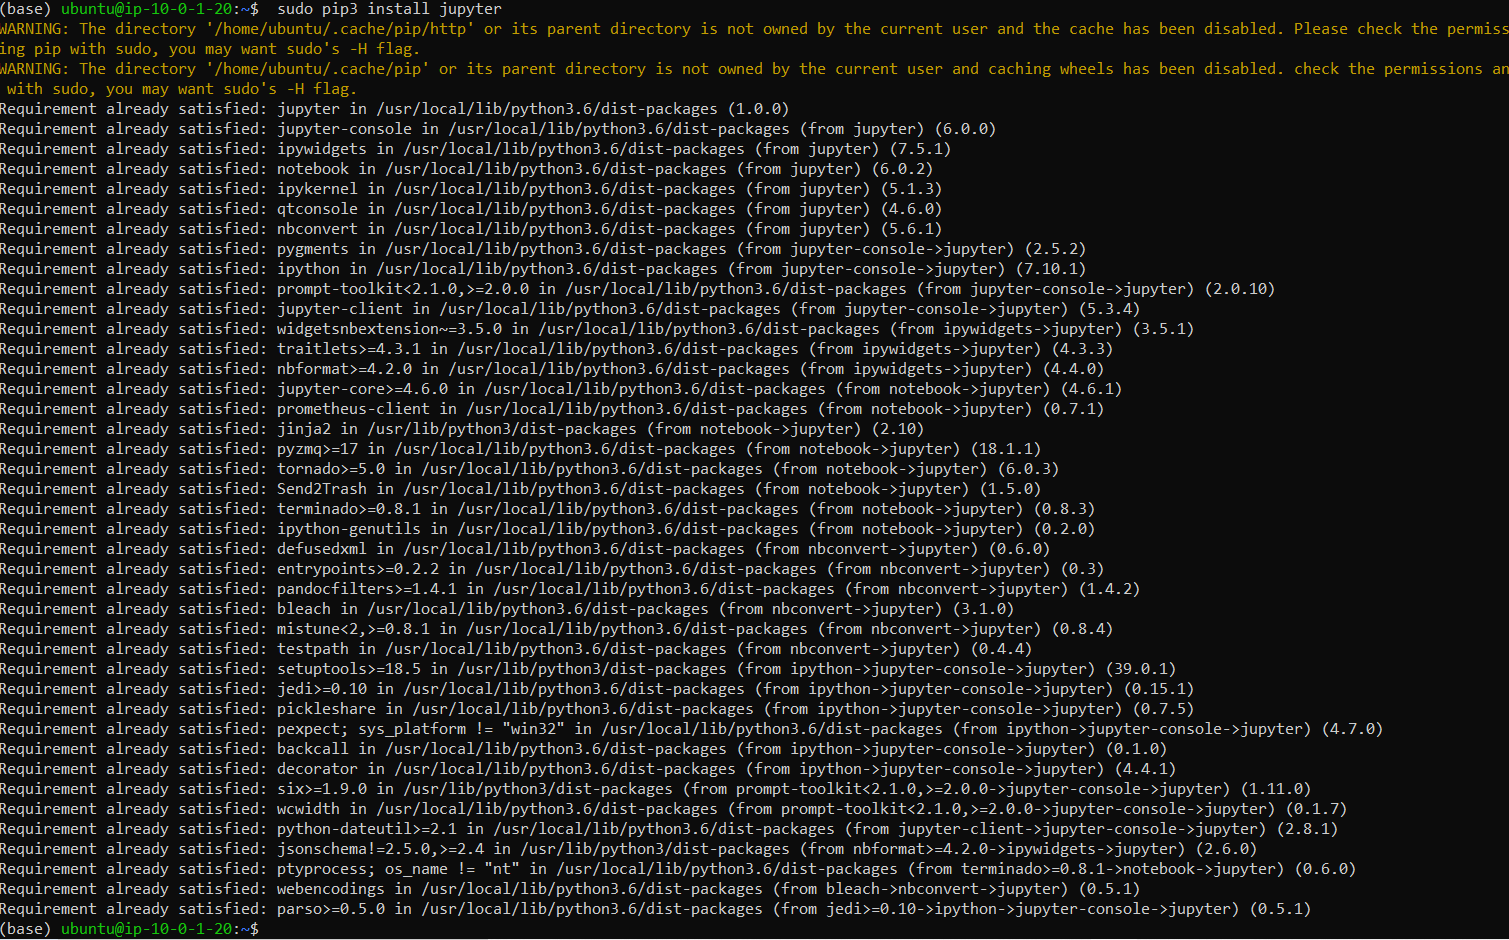 (base) ubuntu@ip-10-0-1-20:~$  sudo pip3 install jupyter
WARNING: The directory '/home/ubuntu/.cache/pip/http' or its parent directory is not owned by the current user and the cache has been disabled. Please check the permiss
ing pip with sudo, you may want sudo's -H flag.
WARNING: The directory '/home/ubuntu/.cache/pip' or its parent directory is not owned by the current user and caching wheels has been disabled. check the permissions an
with sudo, you may want sudo's -H flag.
Requirement already satisfied: jupyter in /usr/local/lib/python3.6/dist-packages (1.0.0)
Requirement already satisfied: jupyter-console in /usr/local/lib/python3.6/dist-packages (from jupyter) (6.0.0)
Requirement already satisfied: ipywidgets in /usr/local/lib/python3.6/dist-packages (from jupyter) (7.5.1)
Requirement already satisfied: notebook in /usr/local/lib/python3.6/dist-packages (from jupyter) (6.0.2)
Requirement already satisfied: ipykernel in /usr/local/lib/python3.6/dist-packages (from jupyter) (5.1.3)
Requirement already satisfied: qtconsole in /usr/local/lib/python3.6/dist-packages (from jupyter) (4.6.0)
Requirement already satisfied: nbconvert in /usr/local/lib/python3.6/dist-packages (from jupyter) (5.6.1)
Requirement already satisfied: pygments in /usr/local/lib/python3.6/dist-packages (from jupyter-console->jupyter) (2.5.2)
Requirement already satisfied: ipython in /usr/local/lib/python3.6/dist-packages (from jupyter-console->jupyter) (7.10.1)
Requirement already satisfied: prompt-toolkit<2.1.0,>=2.0.0 in /usr/local/lib/python3.6/dist-packages (from jupyter-console->jupyter) (2.0.10)
Requirement already satisfied: jupyter-client in /usr/local/lib/python3.6/dist-packages (from jupyter-console->jupyter) (5.3.4)
Requirement already satisfied: widgetsnbextension~=3.5.0 in /usr/local/lib/python3.6/dist-packages (from ipywidgets->jupyter) (3.5.1)
Requirement already satisfied: traitlets>=4.3.1 in /usr/local/lib/python3.6/dist-packages (from ipywidgets->jupyter) (4.3.3)
Requirement already satisfied: nbformat>=4.2.0 in /usr/local/lib/python3.6/dist-packages (from ipywidgets->jupyter) (4.4.0)
Requirement already satisfied: jupyter-core>=4.6.0 in /usr/local/lib/python3.6/dist-packages (from notebook->jupyter) (4.6.1)
Requirement already satisfied: prometheus-client in /usr/local/lib/python3.6/dist-packages (from notebook->jupyter) (0.7.1)
Requirement already satisfied: jinja2 in /usr/lib/python3/dist-packages (from notebook->jupyter) (2.10)
Requirement already satisfied: pyzmq>=17 in /usr/local/lib/python3.6/dist-packages (from notebook->jupyter) (18.1.1)
Requirement already satisfied: tornado>=5.0 in /usr/local/lib/python3.6/dist-packages (from notebook->jupyter) (6.0.3)
Requirement already satisfied: Send2Trash in /usr/local/lib/python3.6/dist-packages (from notebook->jupyter) (1.5.0)
Requirement already satisfied: terminado>=0.8.1 in /usr/local/lib/python3.6/dist-packages (from notebook->jupyter) (0.8.3)
Requirement already satisfied: ipython-genutils in /usr/local/lib/python3.6/dist-packages (from notebook->jupyter) (0.2.0)
Requirement already satisfied: defusedxml in /usr/local/lib/python3.6/dist-packages (from nbconvert->jupyter) (0.6.0)
Requirement already satisfied: entrypoints>=0.2.2 in /usr/local/lib/python3.6/dist-packages (from nbconvert->jupyter) (0.3)
Requirement already satisfied: pandocfilters>=1.4.1 in /usr/local/lib/python3.6/dist-packages (from nbconvert->jupyter) (1.4.2)
Requirement already satisfied: bleach in /usr/local/lib/python3.6/dist-packages (from nbconvert->jupyter) (3.1.0)
Requirement already satisfied: mistune<2,>=0.8.1 in /usr/local/lib/python3.6/dist-packages (from nbconvert->jupyter) (0.8.4)
Requirement already satisfied: testpath in /usr/local/lib/python3.6/dist-packages (from nbconvert->jupyter) (0.4.4)
Requirement already satisfied: setuptools>=18.5 in /usr/lib/python3/dist-packages (from ipython->jupyter-console->jupyter) (39.0.1)
Requirement already satisfied: jedi>=0.10 in /usr/local/lib/python3.6/dist-packages (from ipython->jupyter-console->jupyter) (0.15.1)
Requirement already satisfied: pickleshare in /usr/local/lib/python3.6/dist-packages (from ipython->jupyter-console->jupyter) (0.7.5)
Requirement already satisfied: pexpect; sys_platform != "win32" in /usr/local/lib/python3.6/dist-packages (from ipython->jupyter-console->jupyter) (4.7.0)
Requirement already satisfied: backcall in /usr/local/lib/python3.6/dist-packages (from ipython->jupyter-console->jupyter) (0.1.0)
Requirement already satisfied: decorator in /usr/local/lib/python3.6/dist-packages (from ipython->jupyter-console->jupyter) (4.4.1)
Requirement already satisfied: six>=1.9.0 in /usr/lib/python3/dist-packages (from prompt-toolkit<2.1.0,>=2.0.0->jupyter-console->jupyter) (1.11.0)
Requirement already satisfied: wcwidth in /usr/local/lib/python3.6/dist-packages (from prompt-toolkit<2.1.0,>=2.0.0->jupyter-console->jupyter) (0.1.7)
Requirement already satisfied: python-dateutil>=2.1 in /usr/local/lib/python3.6/dist-packages (from jupyter-client->jupyter-console->jupyter) (2.8.1)
Requirement already satisfied: jsonschema!=2.5.0,>=2.4 in /usr/lib/python3/dist-packages (from nbformat>=4.2.0->ipywidgets->jupyter) (2.6.0)
Requirement already satisfied: ptyprocess; os_name != "nt" in /usr/local/lib/python3.6/dist-packages (from terminado>=0.8.1->notebook->jupyter) (0.6.0)
Requirement already satisfied: webencodings in /usr/local/lib/python3.6/dist-packages (from bleach->nbconvert->jupyter) (0.5.1)
Requirement already satisfied: parso>=0.5.0 in /usr/local/lib/python3.6/dist-packages (from jedi>=0.10->ipython->jupyter-console->jupyter) (0.5.1)
(base) ubuntu@ip-10-0-1-20:~$